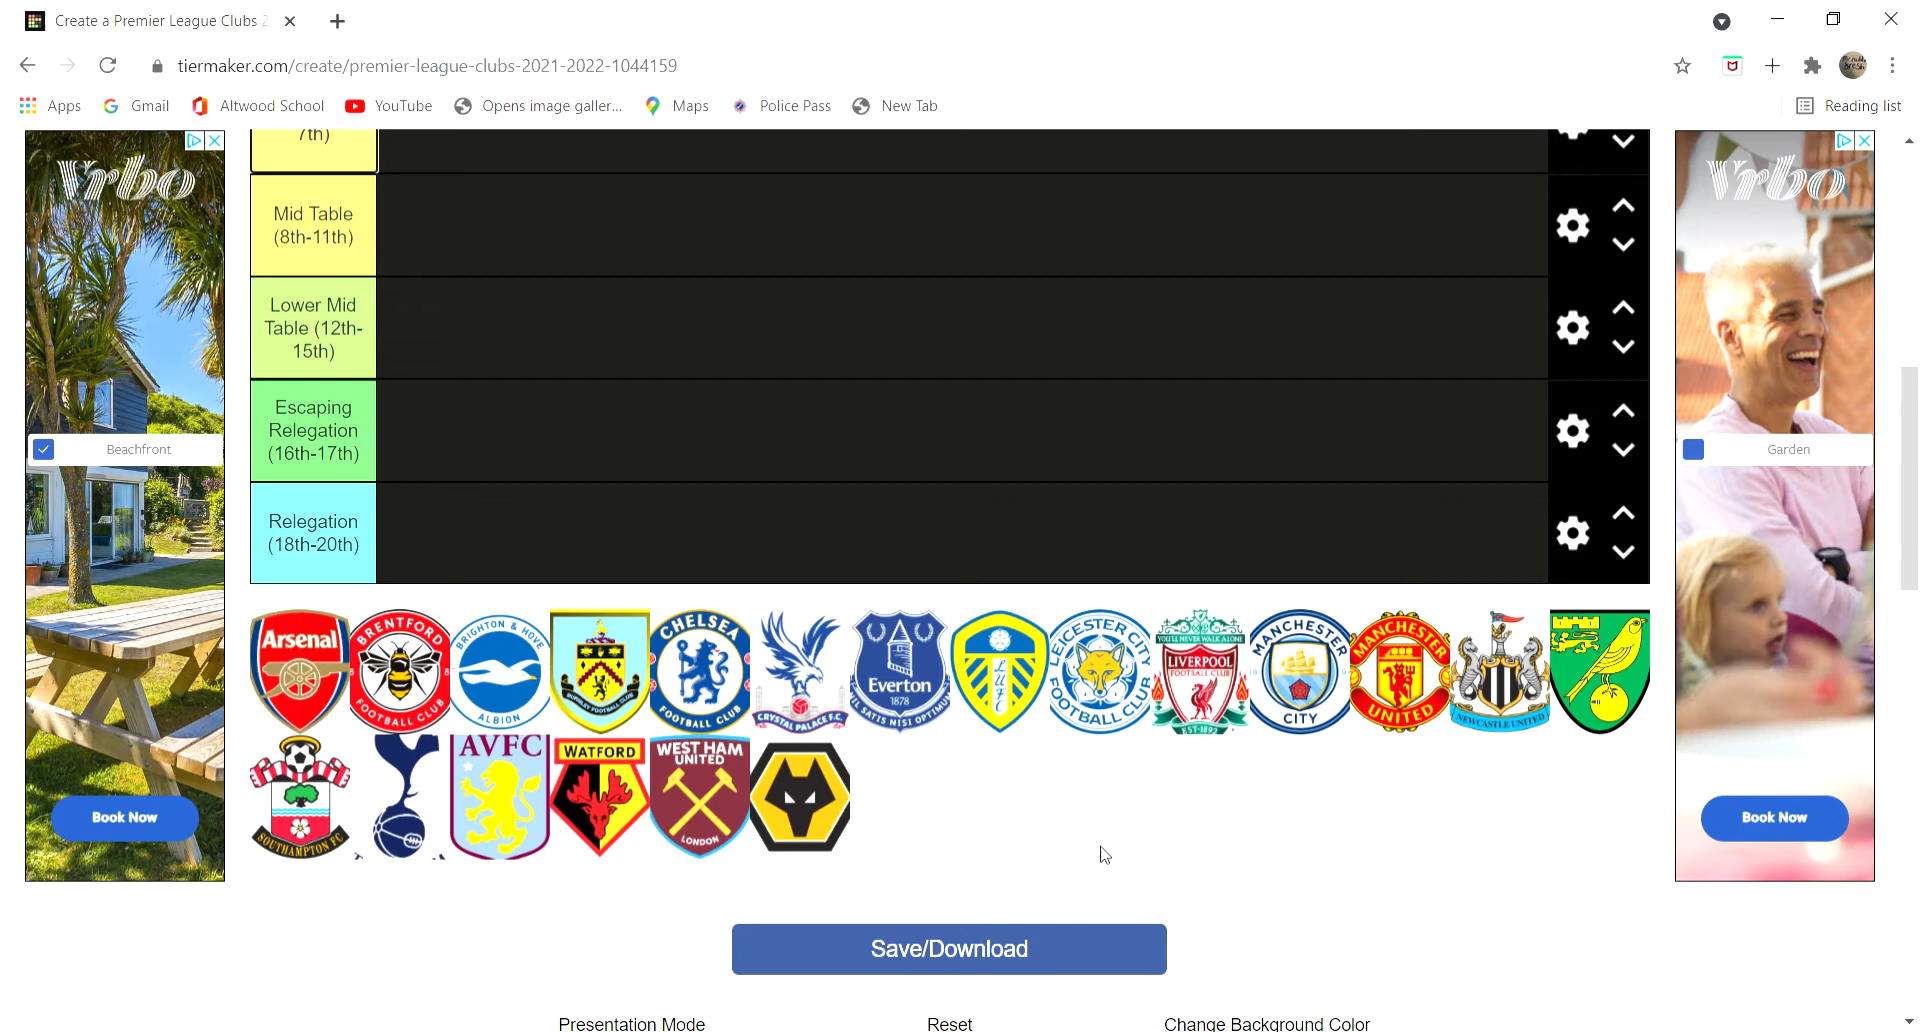 Create a Premier League Clubs 2
tiermaker.com/create/premier-league-clubs-2021-2022-1044159
Apps Gmail Altwood School YouTube Opens image galler... Maps Police Pass New Tab Reading list
Vrbo
Beachfront
Book Now
7th)
Mid Table
(8th-11th)
Lower Mid
Table (12th-
15th)
Escaping
Relegation
(16th-17th)
Relegation
(18th-20th)
Arsenal
BRENTFORD
FOOTBALL CLUB
BRIGHTON & HOVE
ALBION
BURNLEY FOOTBALL CLUB
CHELSEA
FOOTBALL CLUB
CRYSTAL PALACE F.C.
Everton
1878
NIL SATIS NISI OPTIMUM
LUFC
LEICESTER CITY
FOOTBALL CLUB
YOU'LL NEVER WALK ALONE
LIVERPOOL
FOOTBALL CLUB
EST·1892
MANCHESTER
CITY
MANCHESTER
UNITED
NEWCASTLE UNITED
SOUTHAMPTON FC
AVFC
WATFORD
WEST HAM
UNITED
LONDON
Save/Download
Presentation Mode
Reset
Change Background Color
Vrbo
Garden
Book Now